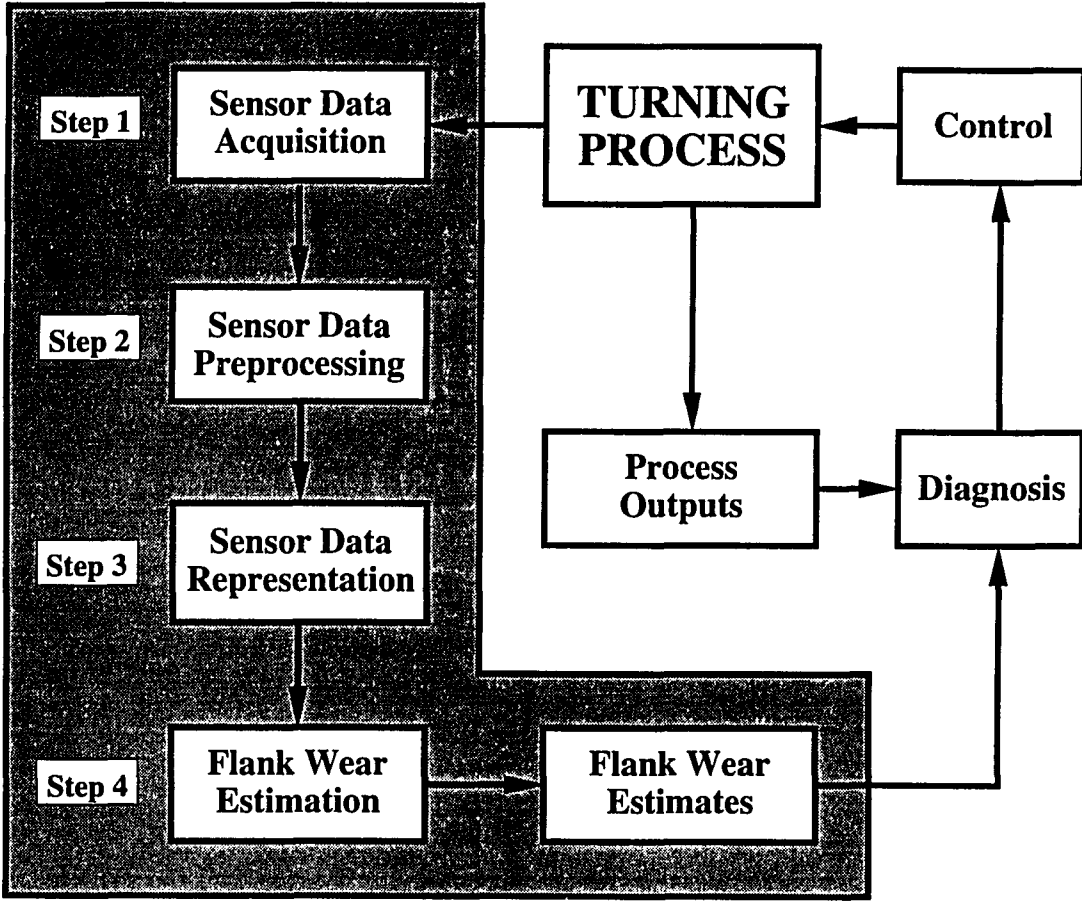 Step 1
Sensor Data
Acquisition
TURNING
PROCESS
Control
Step 2
Sensor Data
Preprocessing
Process
Outputs
Diagnosis
Step 3
Sensor Data
Representation
Step 4
Flank Wear
Estimation
Flank Wear
Estimates